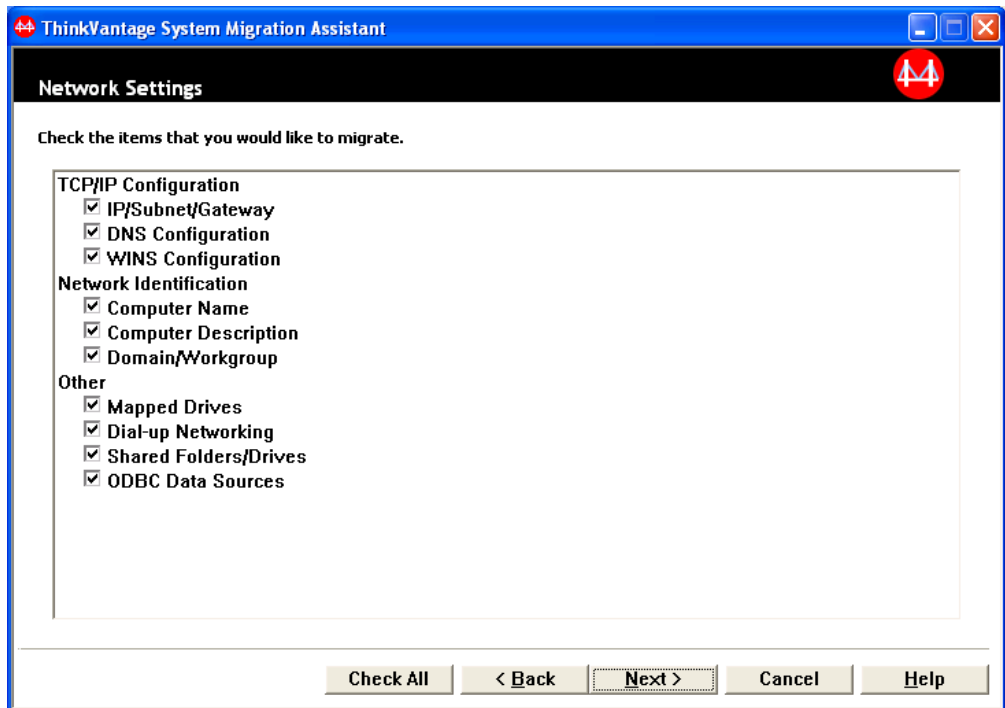 ThinkVantage System Migration Assistant
Network Settings
Check the items that you would like to migrate.
TCP/IP Configuration
IP/Subnet/Gateway
DNS Configuration
WINS Configuration
Network Identification
Computer Name
Computer Description
Domain/Workgroup
Other
Mapped Drives
Dial-up Networking
Shared Folders/Drives
ODBC Data Sources
Check All < Back Next > Cancel Help